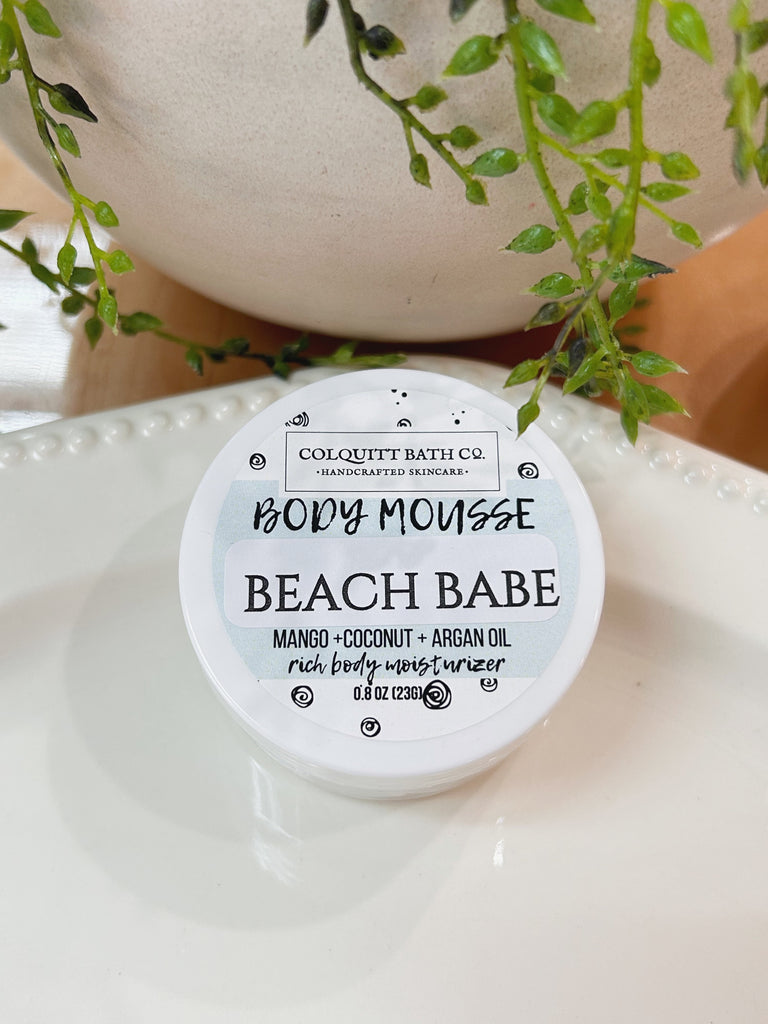 COLQUITT BATH CO.
·HANDCRAFTED SKINCARE·
BODY MOUSSE
BEACH BABE
MANGO +COCONUT + ARGAN OIL
rich body moisturizer
0.8 OZ (23G)